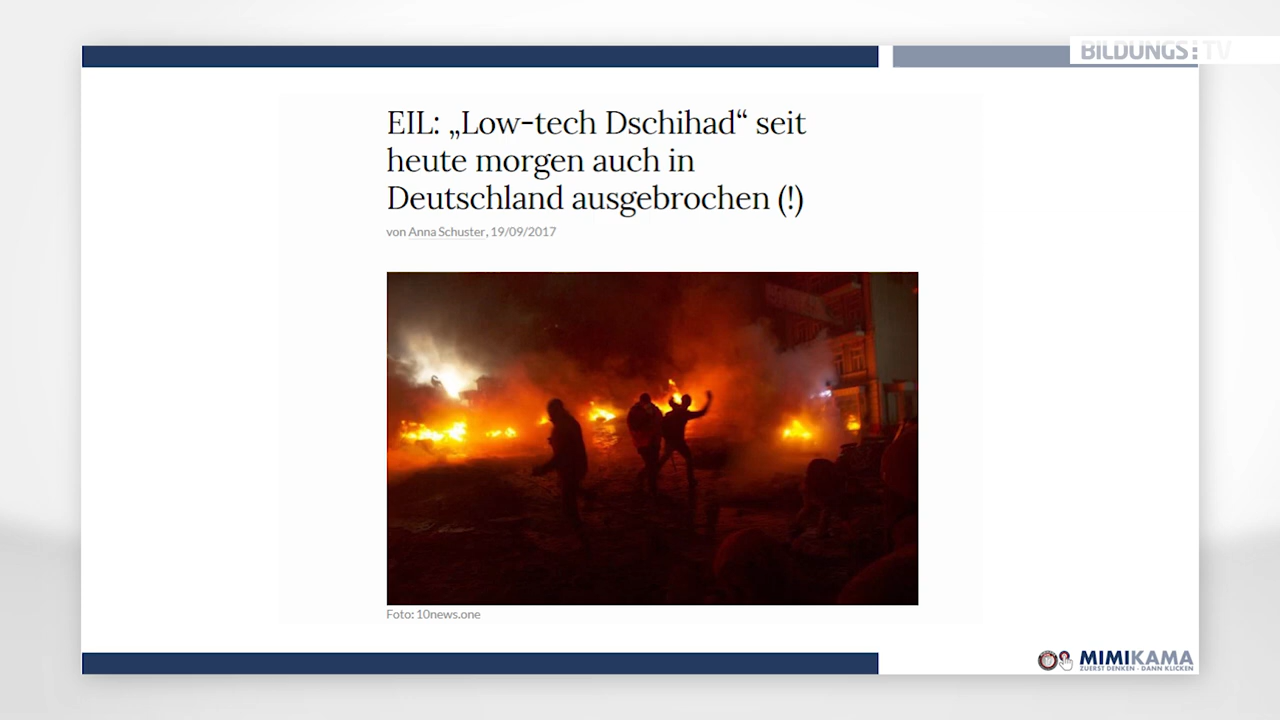 BILDUNGS:TV
EIL: „Low-tech Dschihad“ seit
heute morgen auch in
Deutschland ausgebrochen (!)
von Anna Schuster, 19/09/2017
Foto: 10news.one
MIMIKAMA
ZUERST DENKEN - DANN KLICKEN